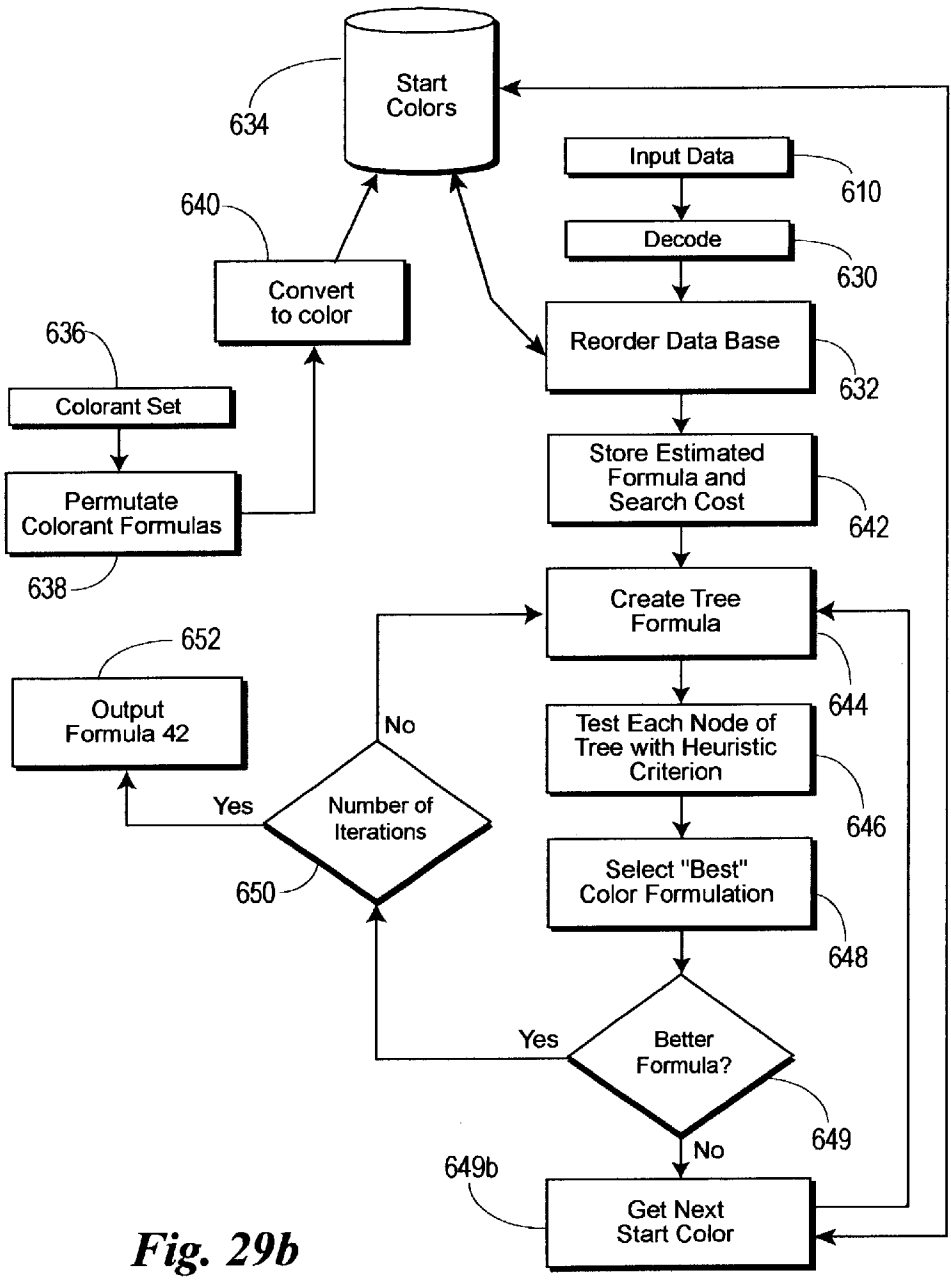 Start
Colors
634
Input Data
610
640
Decode
630
Convert
to color
Reorder Data Base
632
636
Colorant Set
Store Estimated
Formula and
Search Cost
642
Permutate
Colorant Formulas
638
Create Tree
Formula
644
652
Output
Formula 42
No
Test Each Node of
Tree with Heuristic
Criterion
646
Yes
Number of
Iterations
650
Select "Best"
Color Formulation
648
Yes
Better
Formula?
649
No
649b
Get Next
Start Color
Fig. 29b